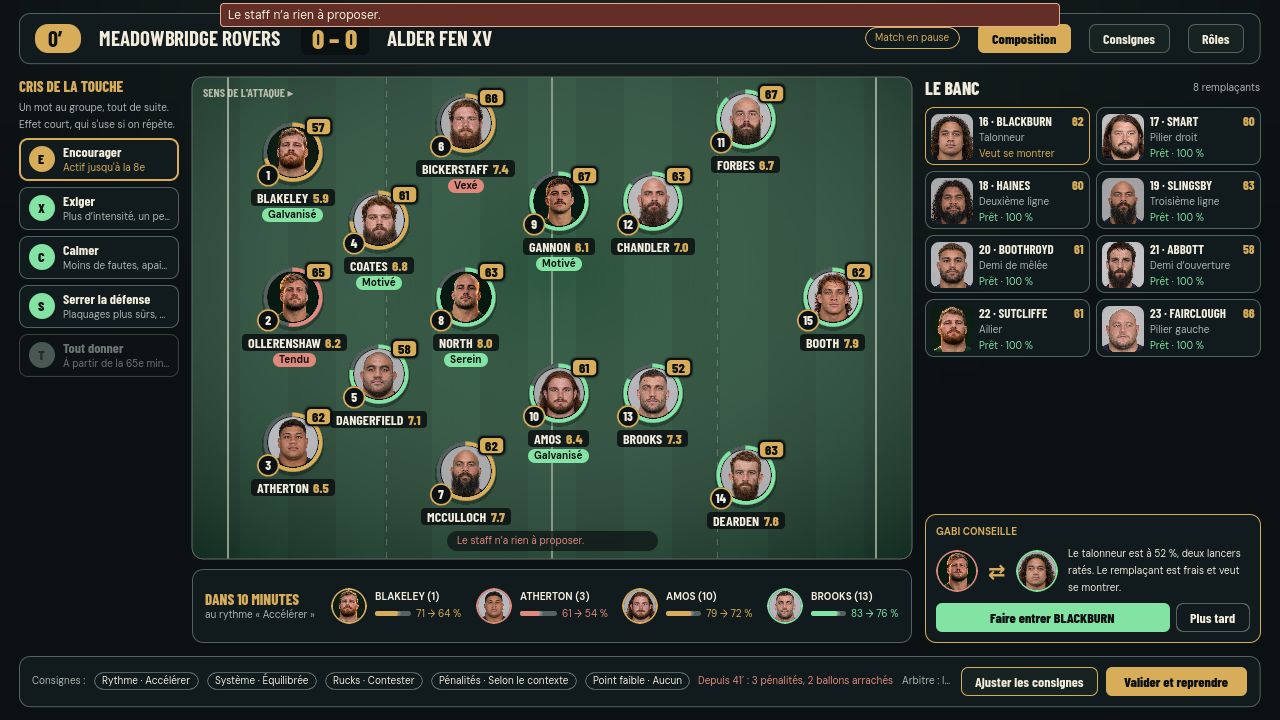 Le staff n’a rien à proposer.
0’
MEADOWBRIDGE ROVERS
0 – 0
ALDER FEN XV
Match en pause
Composition
Consignes
Rôles
CRIS DE LA TOUCHE
Un mot au groupe, tout de suite.
Effet court, qui s’use si on répète.
E
Encourager
Actif jusqu’à la 8e
X
Exiger
Plus d’intensité, un pe…
C
Calmer
Moins de fautes, apai…
S
Serrer la défense
Plaquages plus sûrs, …
T
Tout donner
À partir de la 65e min…
SENS DE L’ATTAQUE ▸
57
1
BLAKELEY 5.9
Galvanisé
66
6
BICKERSTAFF 7.4
Vexé
67
11
FORBES 6.7
61
4
COATES 6.8
Motivé
67
9
GANNON 6.1
Motivé
63
12
CHANDLER 7.0
65
2
OLLERENSHAW 6.2
Tendu
63
8
NORTH 8.0
Serein
62
15
BOOTH 7.9
58
5
DANGERFIELD 7.1
61
10
AMOS 6.4
Galvanisé
52
13
BROOKS 7.3
62
3
ATHERTON 6.5
62
7
MCCULLOCH 7.7
63
14
DEARDEN 7.6
Le staff n’a rien à proposer.
LE BANC
8 remplaçants
16 · BLACKBURN 62
Talonneur
Veut se montrer
17 · SMART 60
Pilier droit
Prêt · 100 %
18 · HAINES 60
Deuxième ligne
Prêt · 100 %
19 · SLINGSBY 63
Troisième ligne
Prêt · 100 %
20 · BOOTHROYD 61
Demi de mêlée
Prêt · 100 %
21 · ABBOTT 58
Demi d’ouverture
Prêt · 100 %
22 · SUTCLIFFE 61
Ailier
Prêt · 100 %
23 · FAIRCLOUGH 66
Pilier gauche
Prêt · 100 %
GABI CONSEILLE
Le talonneur est à 52 %, deux lancers
ratés. Le remplaçant est frais et veut
se montrer.
Faire entrer BLACKBURN
Plus tard
DANS 10 MINUTES
au rythme « Accélérer »
BLAKELEY (1)
71 → 64 %
ATHERTON (3)
61 → 54 %
AMOS (10)
79 → 72 %
BROOKS (13)
83 → 76 %
Consignes :
Rythme · Accélérer
Système · Équilibrée
Rucks · Contester
Pénalités · Selon le contexte
Point faible · Aucun
Depuis 41’ : 3 pénalités, 2 ballons arrachés
Arbitre : l…
Ajuster les consignes
Valider et reprendre